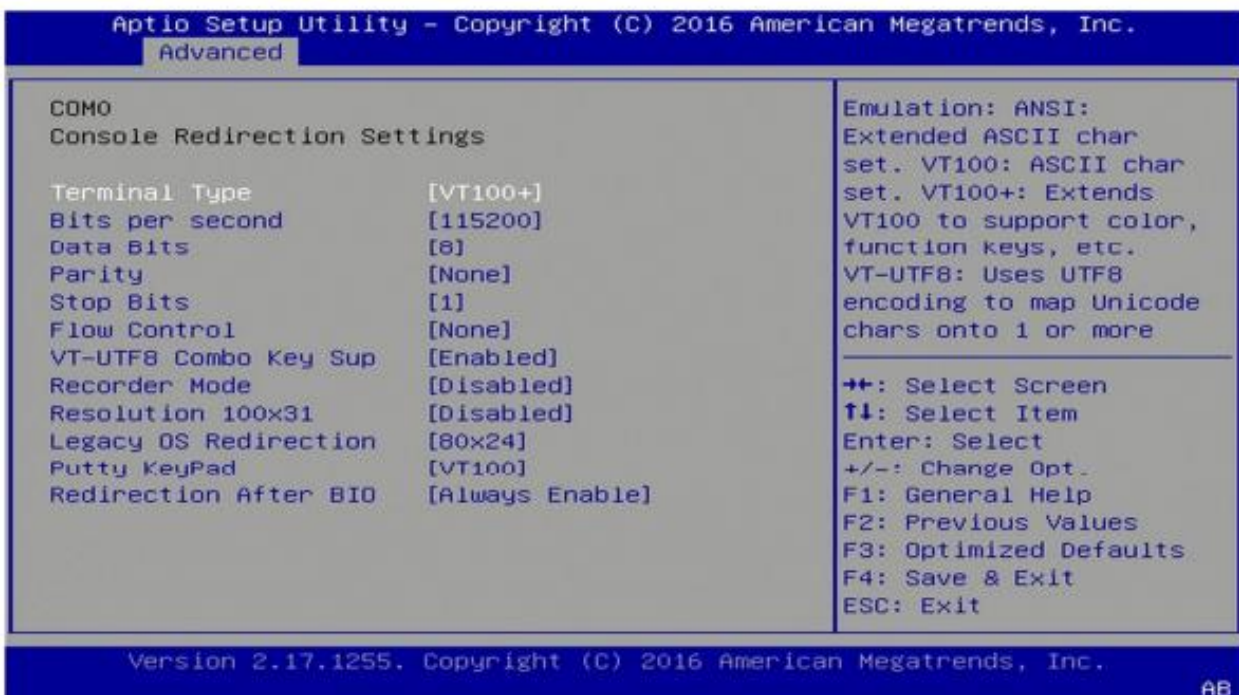 Aptio Setup Utility – Copyright (C) 2016 American Megatrends, Inc.
Advanced
COM0
Console Redirection Settings
Terminal Type [VT100+]
Bits per second [115200]
Data Bits [8]
Parity [None]
Stop Bits [1]
Flow Control [None]
VT-UTF8 Combo Key Sup [Enabled]
Recorder Mode [Disabled]
Resolution 100x31 [Disabled]
Legacy OS Redirection [80x24]
Putty KeyPad [VT100]
Redirection After BIO [Always Enable]
Emulation: ANSI:
Extended ASCII char
set. VT100: ASCII char
set. VT100+: Extends
VT100 to support color,
function keys, etc.
VT-UTF8: Uses UTF8
encoding to map Unicode
chars onto 1 or more
→←: Select Screen
↑↓: Select Item
Enter: Select
+/-: Change Opt.
F1: General Help
F2: Previous Values
F3: Optimized Defaults
F4: Save & Exit
ESC: Exit
Version 2.17.1255. Copyright (C) 2016 American Megatrends, Inc.
AB